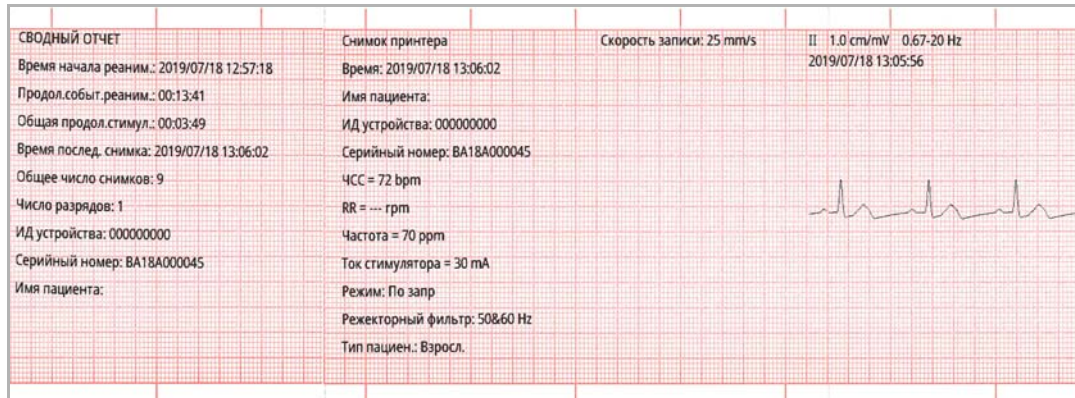 СВОДНЫЙ ОТЧЕТ
Время начала реаним.: 2019/07/18 12:57:18
Продол.событ.реаним.: 00:13:41
Общая продол.стимул.: 00:03:49
Время послед. снимка: 2019/07/18 13:06:02
Общее число снимков: 9
Число разрядов: 1
ИД устройства: 000000000
Серийный номер: BA18A000045
Имя пациента:
Снимок принтера
Время: 2019/07/18 13:06:02
Имя пациента:
ИД устройства: 000000000
Серийный номер: BA18A000045
ЧСС = 72 bpm
RR = --- rpm
Частота = 70 ppm
Ток стимулятора = 30 mA
Режим: По запр
Режекторный фильтр: 50&60 Hz
Тип пациен.: Взросл.
Скорость записи: 25 mm/s
II 1.0 cm/mV 0.67-20 Hz
2019/07/18 13:05:56